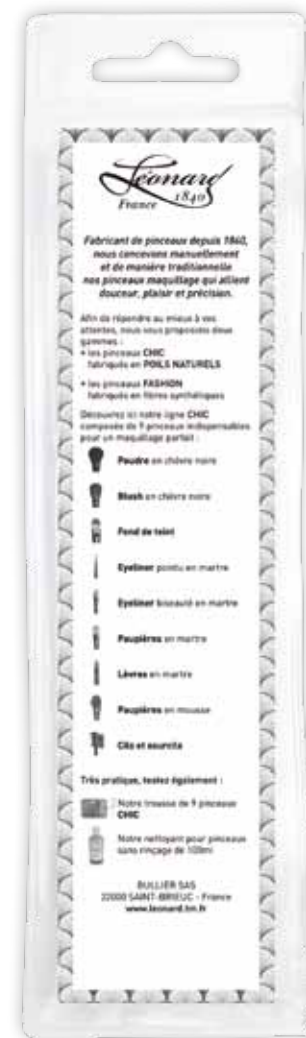 Léonard
France 1840
Fabricant de pinceaux depuis 1840,
nous concevons manuellement
et de manière traditionnelle
nos pinceaux maquillage qui allient
douceur, plaisir et précision.
Afin de répondre au mieux à vos
attentes, nous vous proposons deux
gammes :
• les pinceaux CHIC
fabriqués en POILS NATURELS
• les pinceaux FASHION
fabriqués en fibres synthétiques
Découvrez ici notre ligne CHIC
composée de 9 pinceaux indispensables
pour un maquillage parfait :
Poudre en chèvre noire
Blush en chèvre noire
Fond de teint
Eyeliner pointu en martre
Eyeliner biseauté en martre
Paupières en martre
Lèvres en martre
Paupières en mousse
Cils et sourcils
Très pratique, testez également :
Notre trousse de 9 pinceaux
CHIC
Notre nettoyant pour pinceaux
sans rinçage de 100ml
BULLIER SAS
22000 SAINT-BRIEUC - France
www.leonard.tm.fr